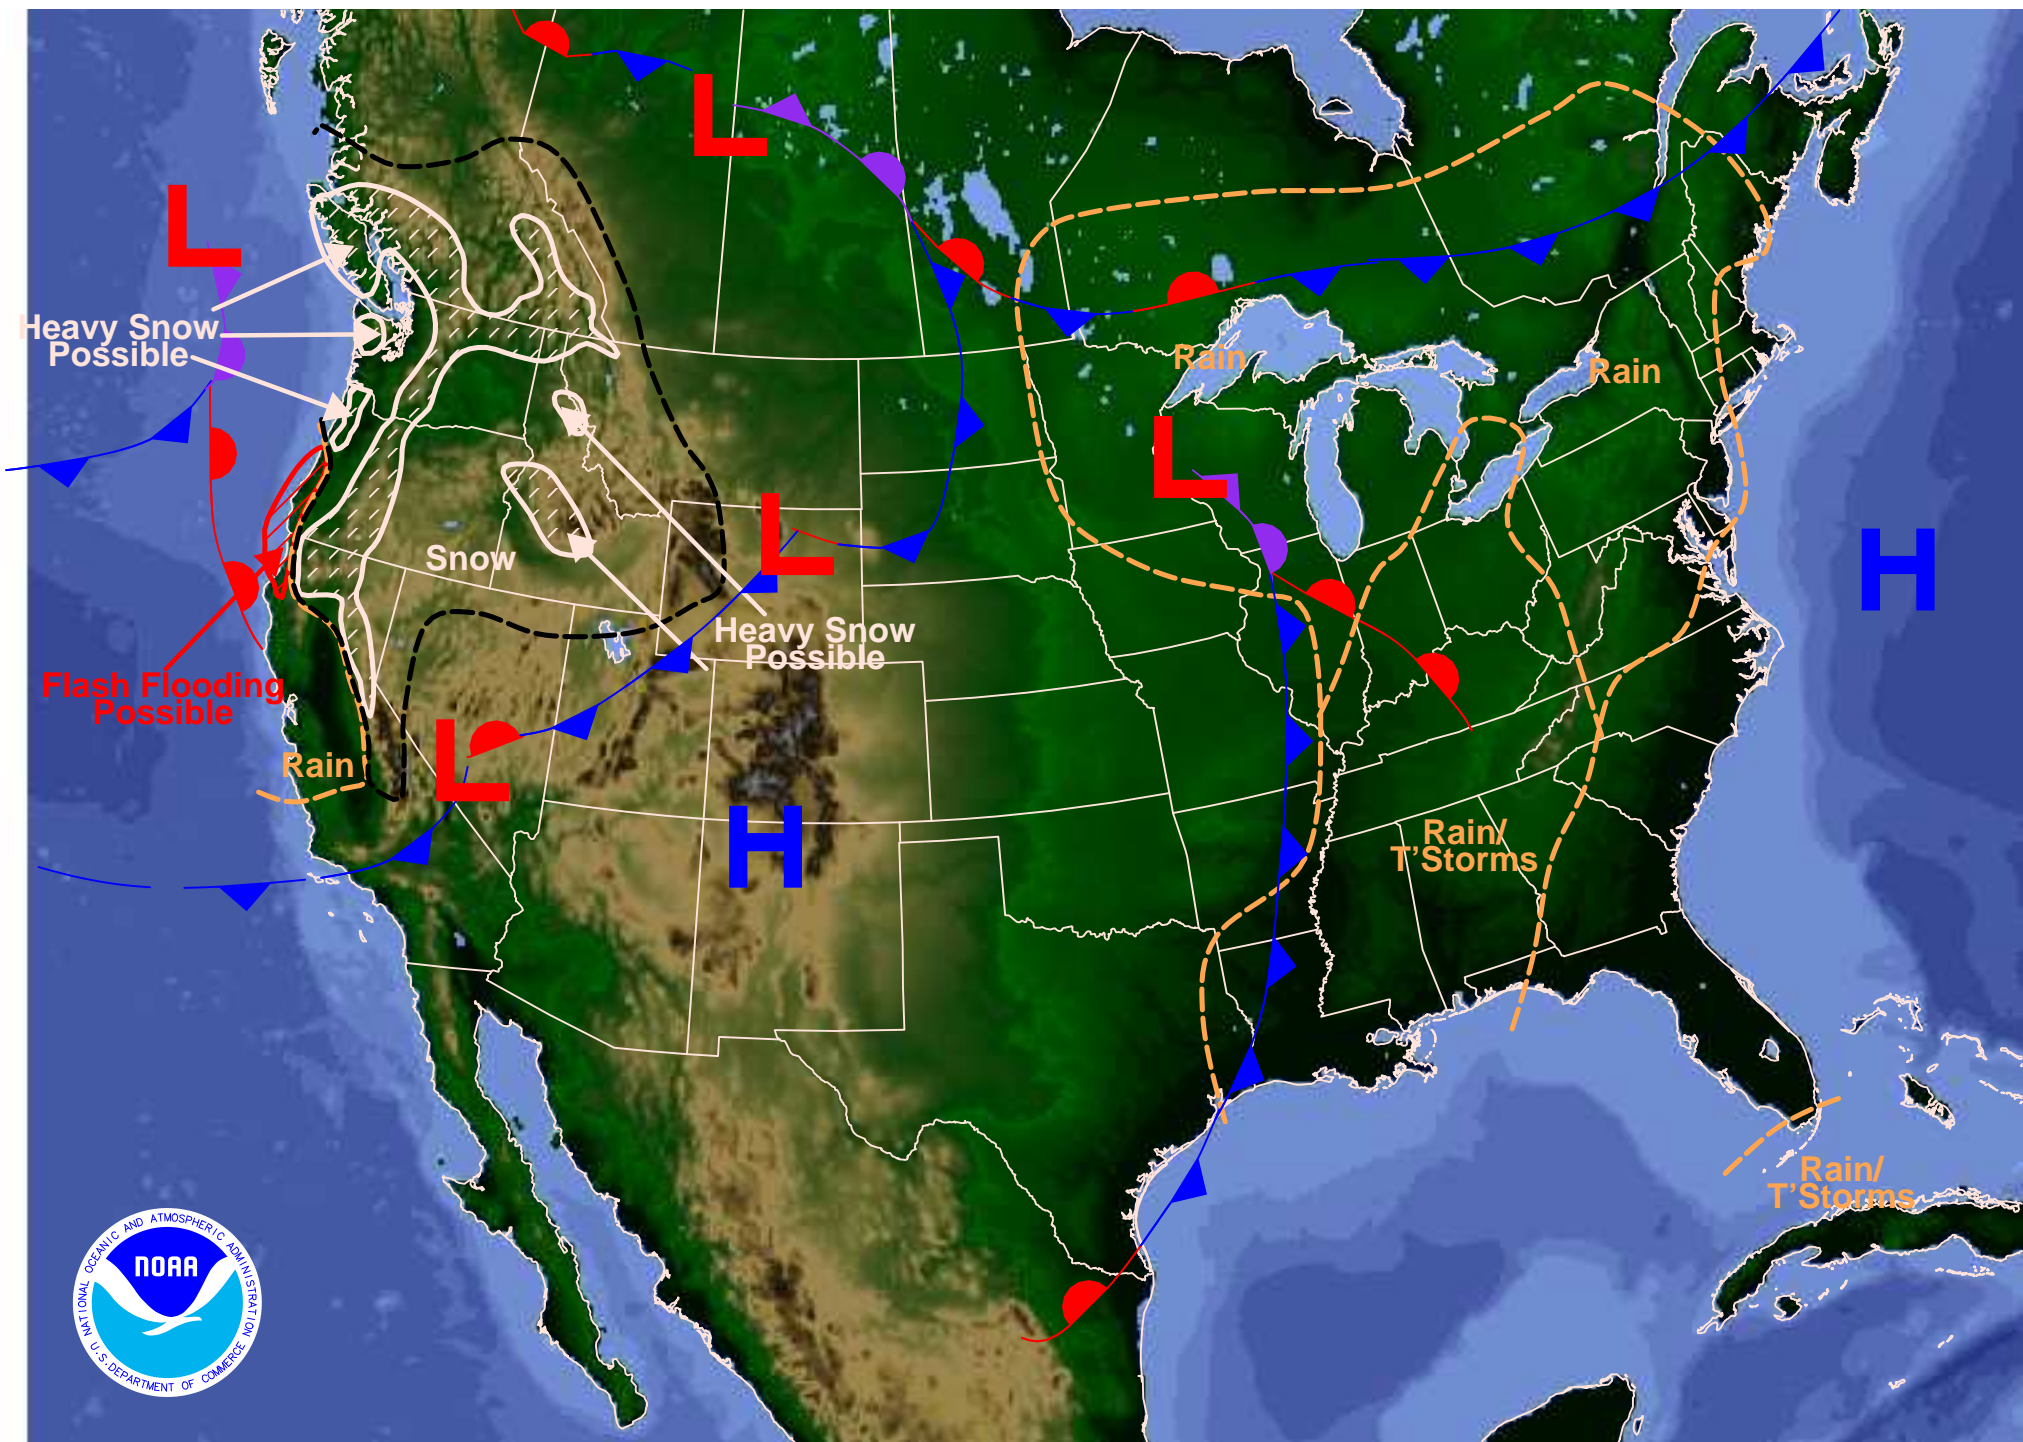 L
L
Heavy Snow
Possible
Rain
Rain
L
L
H
Snow
Heavy Snow
Possible
Flash Flooding
Possible
L
Rain
H
Rain/
T'Storms
Rain/
T'Storms
NATIONAL OCEANIC AND ATMOSPHERIC ADMINISTRATION
NOAA
U.S. DEPARTMENT OF COMMERCE